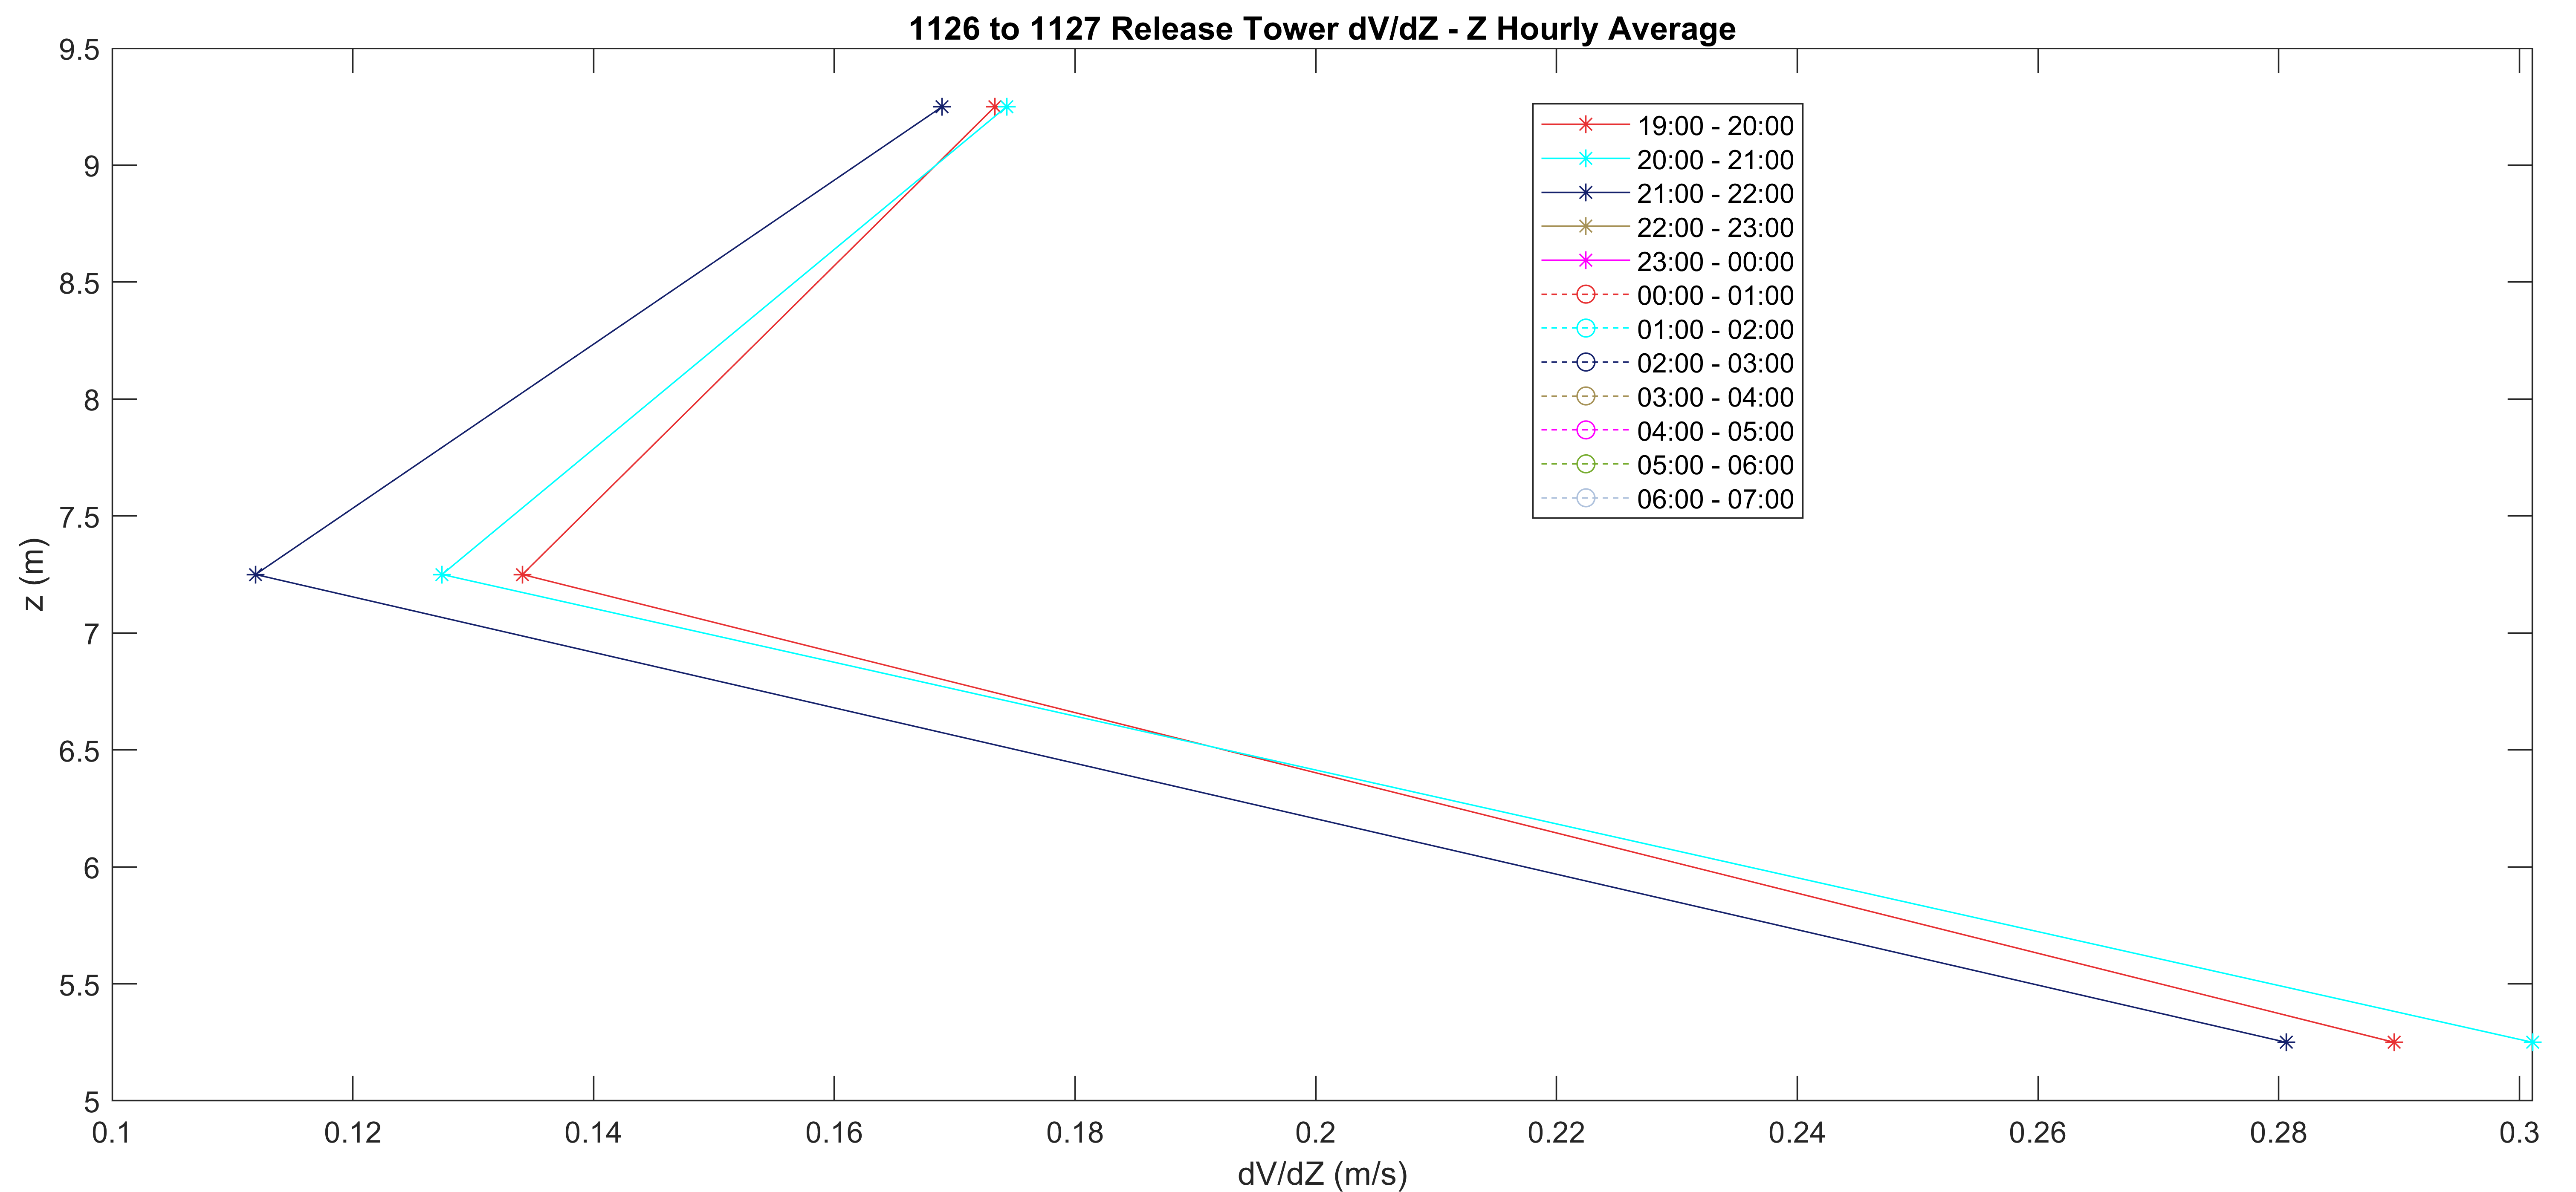 1126 to 1127 Release Tower dV/dZ - Z Hourly Average
9.5
9
8.5
8
7.5
7
6.5
6
5.5
5
z (m)
19:00 - 20:00
20:00 - 21:00
21:00 - 22:00
22:00 - 23:00
23:00 - 00:00
00:00 - 01:00
01:00 - 02:00
02:00 - 03:00
03:00 - 04:00
04:00 - 05:00
05:00 - 06:00
06:00 - 07:00
0.1 0.12 0.14 0.16 0.18 0.2 0.22 0.24 0.26 0.28 0.3
dV/dZ (m/s)